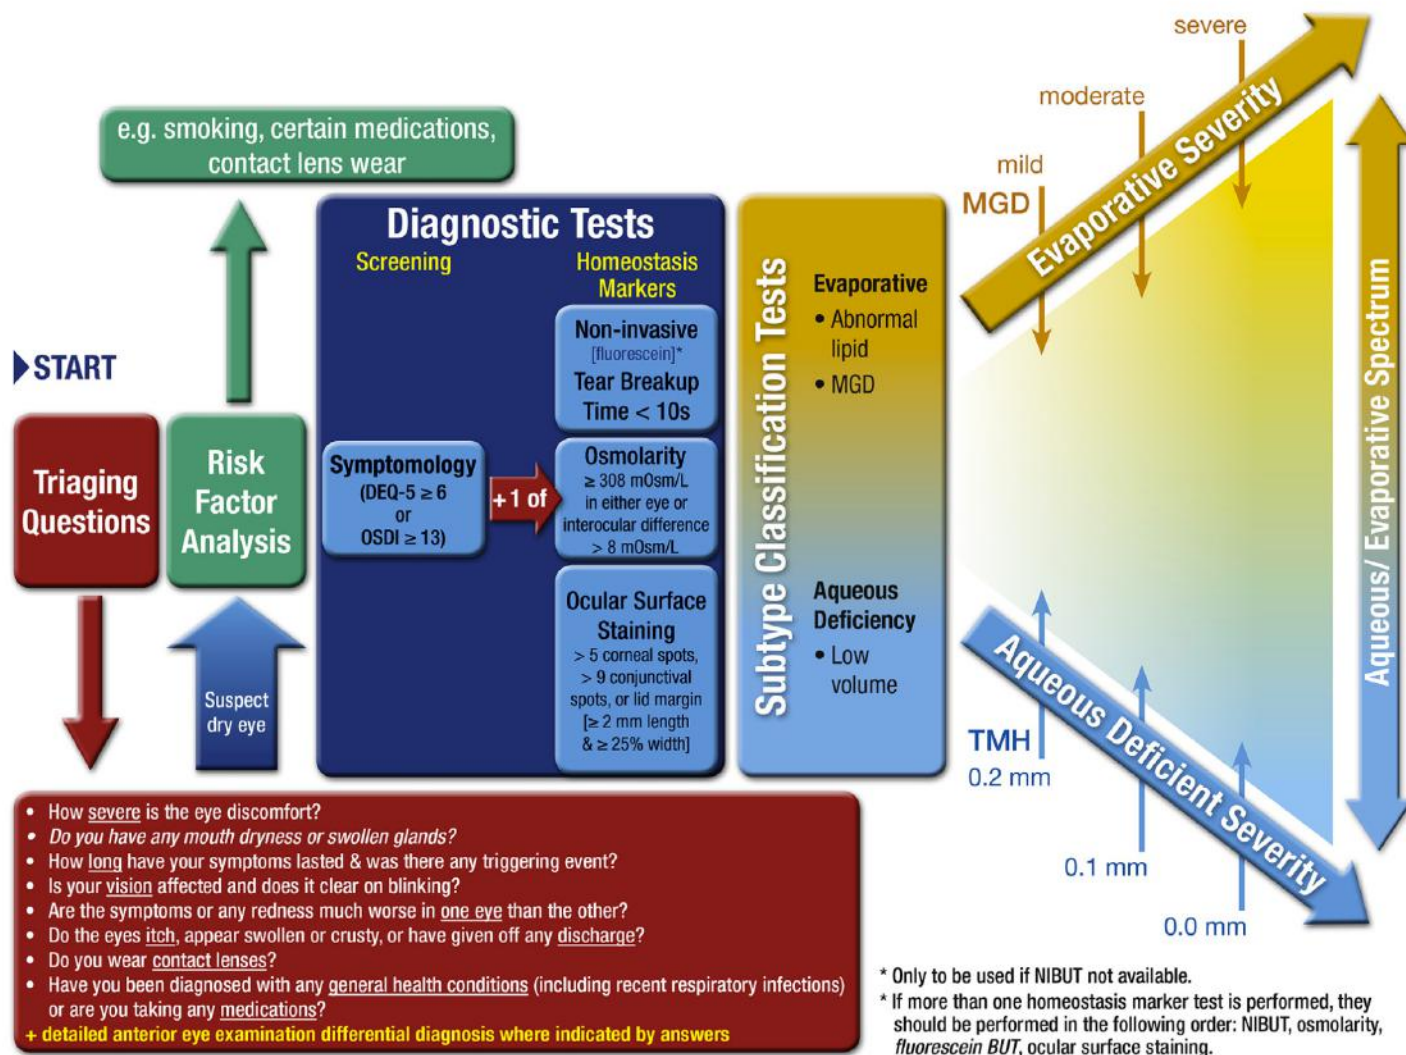 e.g. smoking, certain medications,
contact lens wear
START
Triaging
Questions
Risk
Factor
Analysis
Suspect
dry eye
Diagnostic Tests
Screening
Homeostasis
Markers
Symptomology
(DEQ-5 ≥ 6
or
OSDI ≥ 13)
+1 of
Non-invasive
[fluorescein]*
Tear Breakup
Time < 10s
Osmolarity
≥ 308 mOsm/L
in either eye or
interocular difference
> 8 mOsm/L
Ocular Surface
Staining
> 5 corneal spots,
> 9 conjunctival
spots, or lid margin
[≥ 2 mm length
& ≥ 25% width]
Subtype Classification Tests
Evaporative
• Abnormal
lipid
• MGD
Aqueous
Deficiency
• Low
volume
severe
moderate
mild
MGD
Evaporative Severity
Aqueous/ Evaporative Spectrum
TMH
0.2 mm
0.1 mm
0.0 mm
Aqueous Deficient Severity
• How severe is the eye discomfort?
• Do you have any mouth dryness or swollen glands?
• How long have your symptoms lasted & was there any triggering event?
• Is your vision affected and does it clear on blinking?
• Are the symptoms or any redness much worse in one eye than the other?
• Do the eyes itch, appear swollen or crusty, or have given off any discharge?
• Do you wear contact lenses?
• Have you been diagnosed with any general health conditions (including recent respiratory infections)
or are you taking any medications?
+ detailed anterior eye examination differential diagnosis where indicated by answers
* Only to be used if NIBUT not available.
* If more than one homeostasis marker test is performed, they
should be performed in the following order: NIBUT, osmolarity,
fluorescein BUT, ocular surface staining.